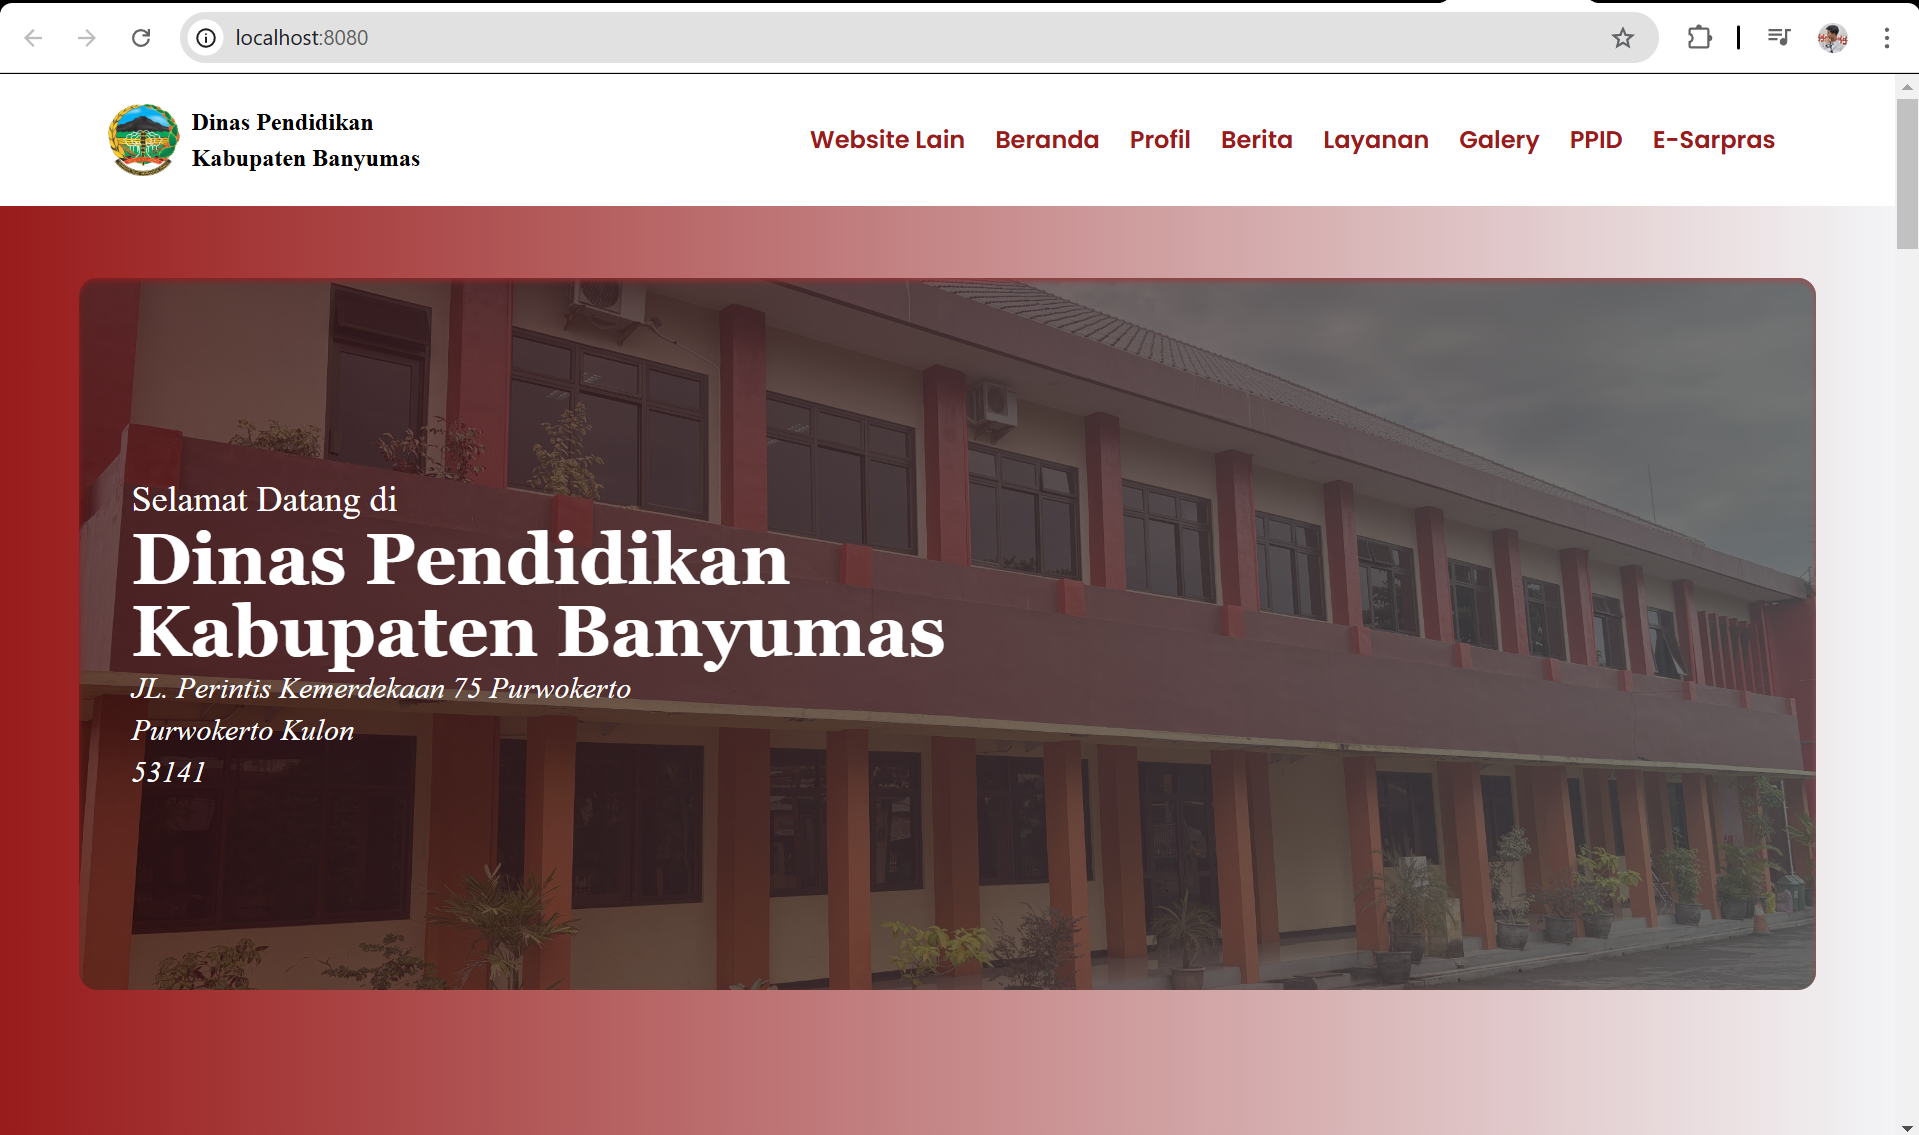 localhost:8080
Dinas Pendidikan
Kabupaten Banyumas
Website Lain Beranda Profil Berita Layanan Galery PPID E-Sarpras
Selamat Datang di
Dinas Pendidikan
Kabupaten Banyumas
JL. Perintis Kemerdekaan 75 Purwokerto
Purwokerto Kulon
53141